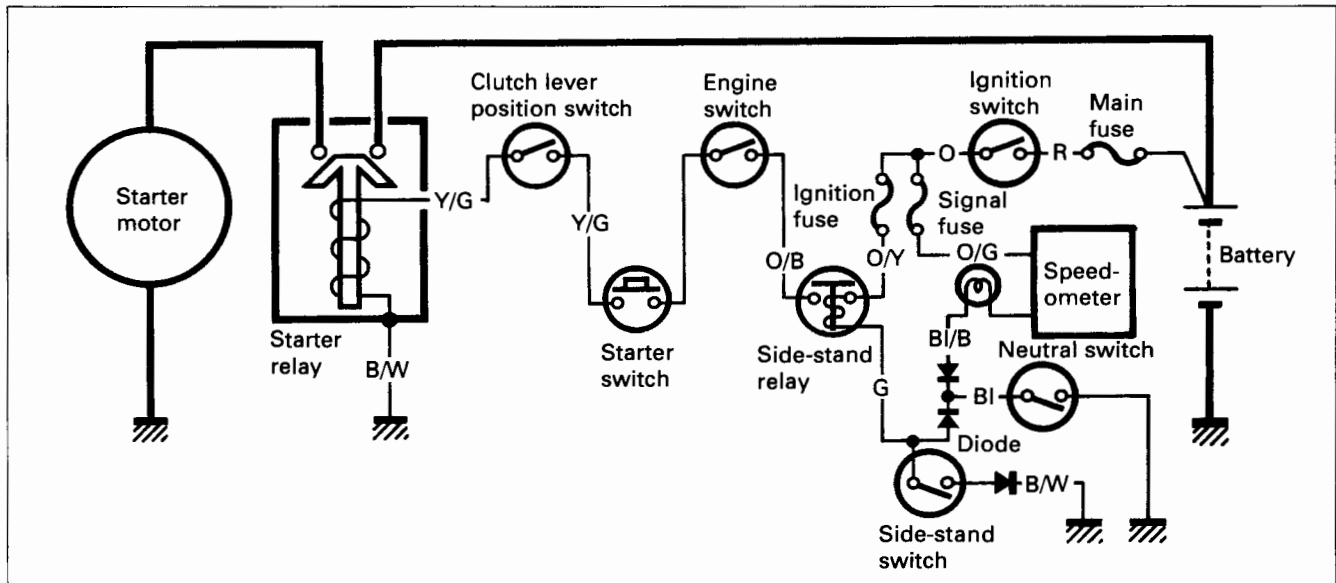 Clutch lever
position switch
Engine
switch
Ignition
switch
Main
fuse
Starter
motor
Y/G
Y/G
O
R
Ignition
fuse
Signal
fuse
O/B
O/Y
O/G
Speed-
ometer
Battery
Starter
relay
B/W
Starter
switch
Side-stand
relay
G
Bl/B
Neutral switch
Bl
Diode
B/W
Side-stand
switch